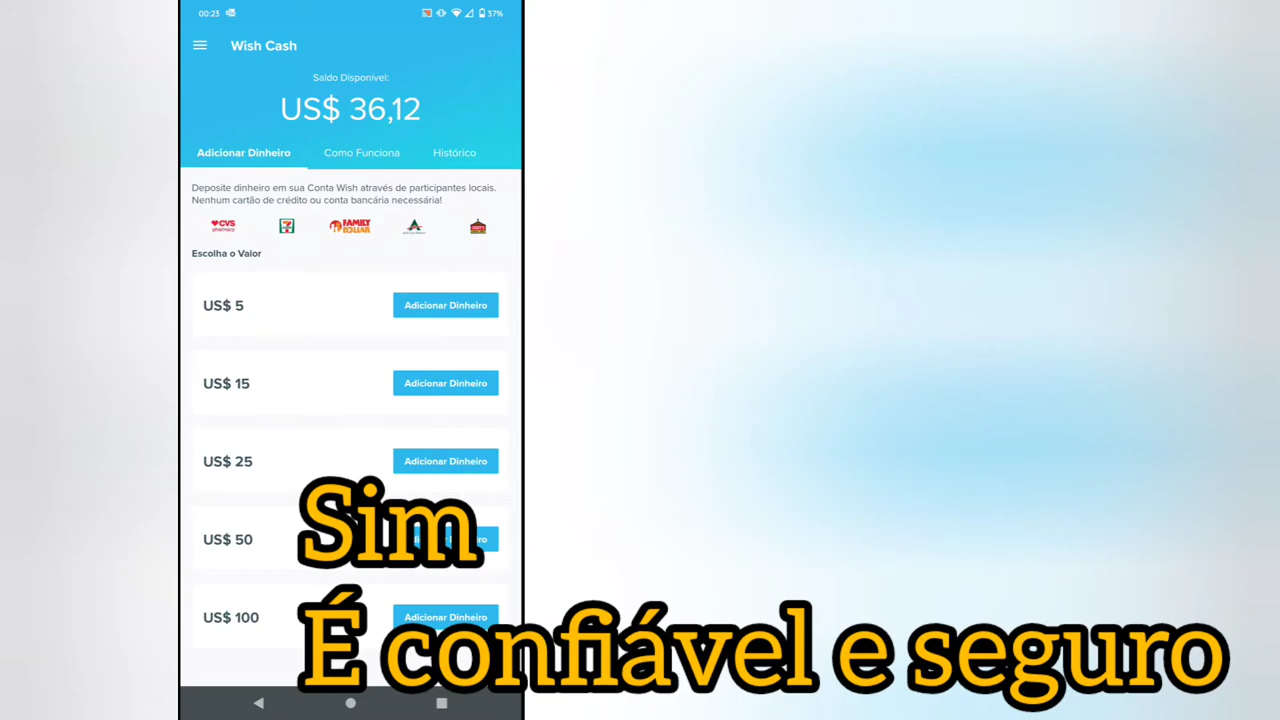 00:23
37%
Wish Cash
Saldo Disponível:
US$ 36,12
Adicionar Dinheiro Como Funciona Histórico
Deposite dinheiro em sua Conta Wish através de participantes locais.
Nenhum cartão de crédito ou conta bancária necessária!
CVS pharmacy
7
FAMILY DOLLAR
Escolha o Valor
US$ 5 Adicionar Dinheiro
US$ 15 Adicionar Dinheiro
US$ 25 Adicionar Dinheiro
US$ 50
Sim
US$ 100 Adicionar Dinheiro
É confiável e seguro